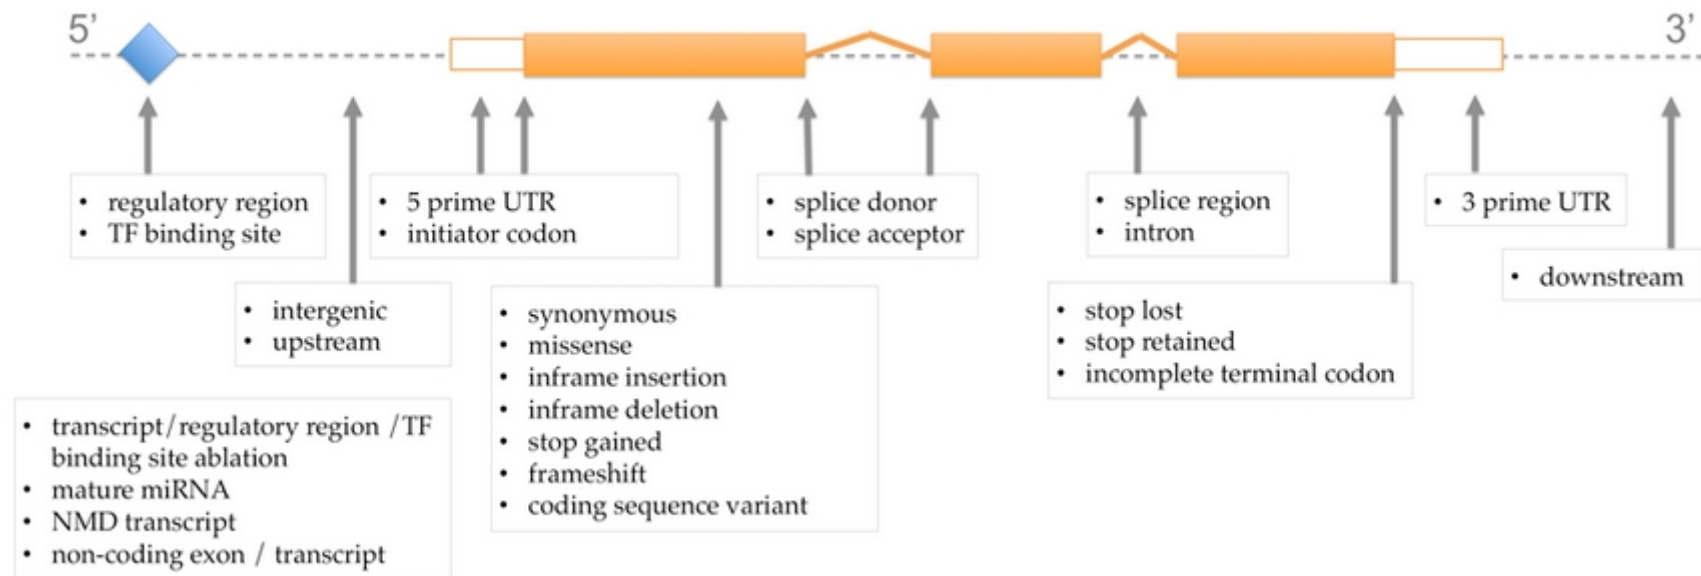 5’
3’
• regulatory region
• TF binding site
• 5 prime UTR
• initiator codon
• splice donor
• splice acceptor
• splice region
• intron
• 3 prime UTR
• downstream
• intergenic
• upstream
• synonymous
• missense
• inframe insertion
• inframe deletion
• stop gained
• frameshift
• coding sequence variant
• stop lost
• stop retained
• incomplete terminal codon
• transcript/regulatory region /TF
binding site ablation
• mature miRNA
• NMD transcript
• non-coding exon / transcript